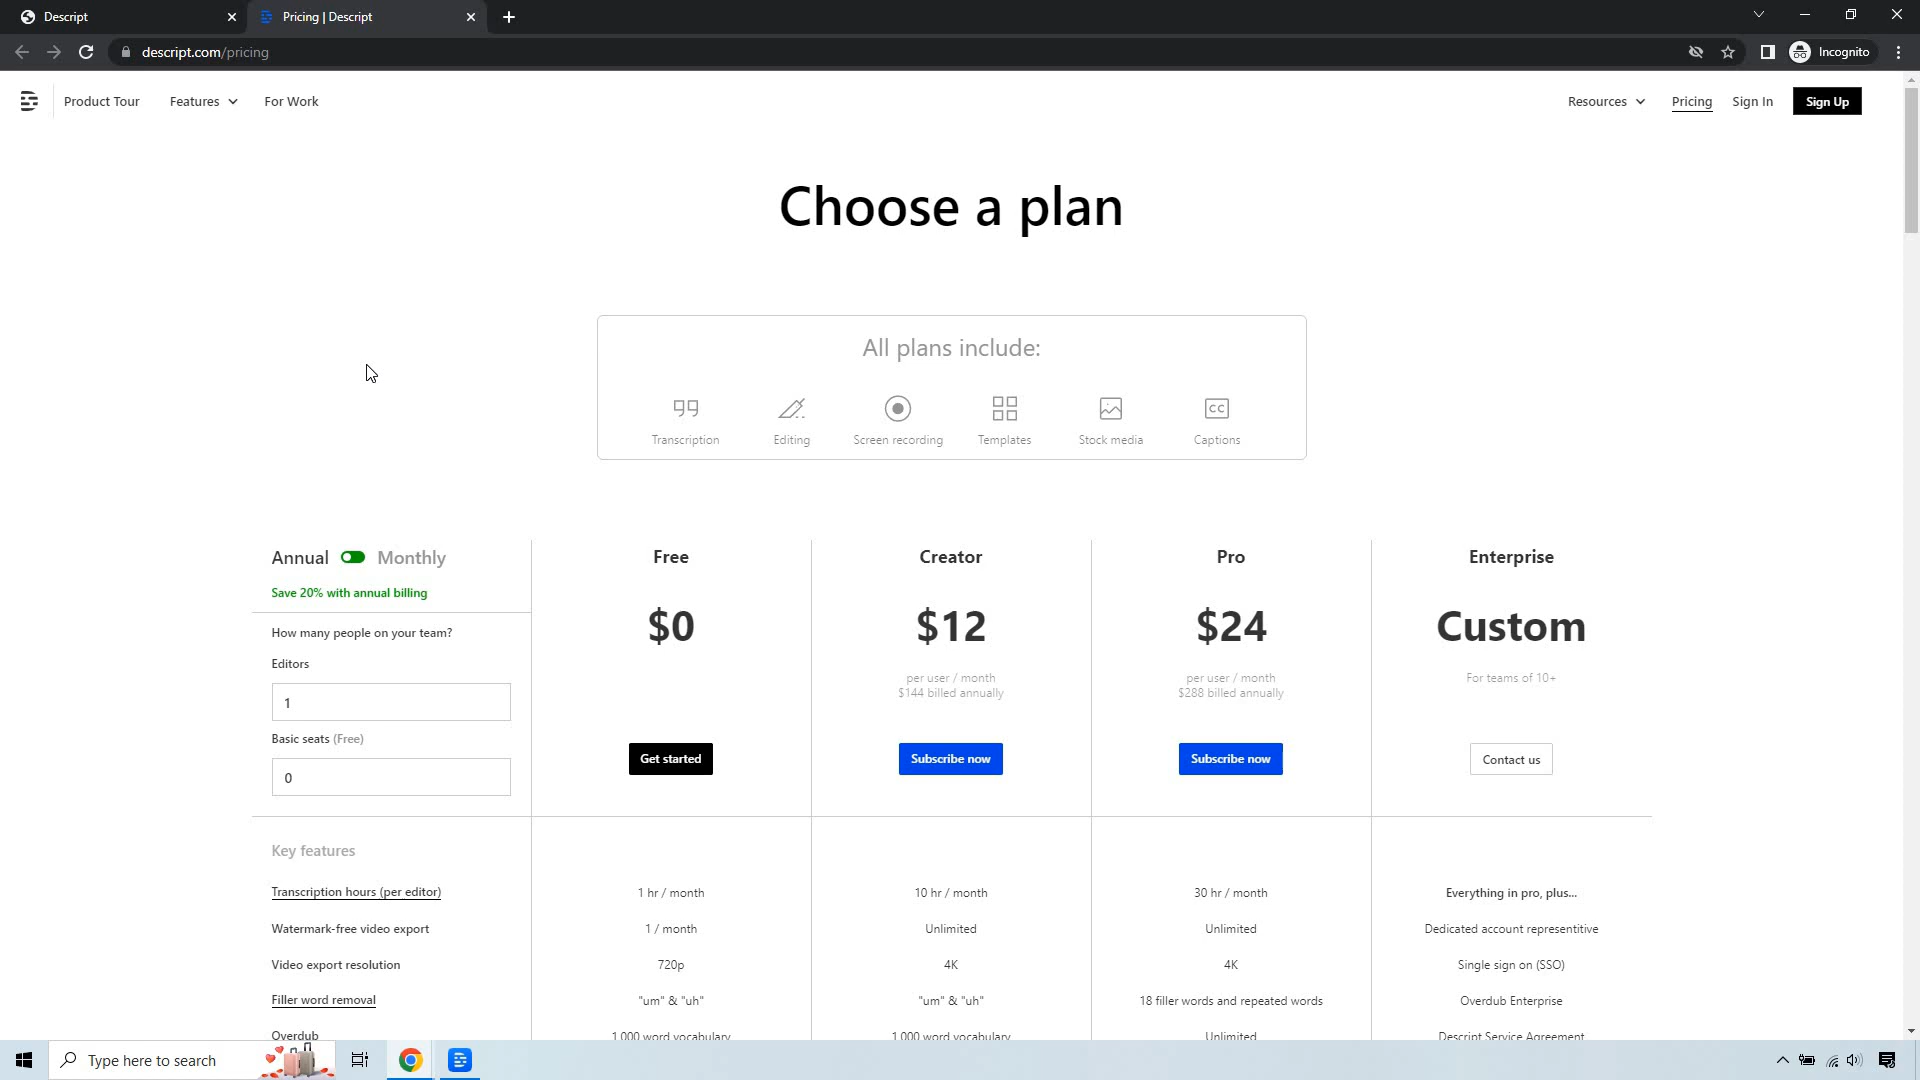 Descript
Pricing | Descript
descript.com/pricing
Incognito
Product Tour
Features
For Work
Resources
Pricing
Sign In
Sign Up
Choose a plan
All plans include:
Transcription
Editing
Screen recording
Templates
CC
Stock media
Captions
Annual
Monthly
Save 20% with annual billing
How many people on your team?
Editors
1
Basic seats (Free)
0
Free
$0
Get started
Creator
$12
per user / month
$144 billed annually
Subscribe now
Pro
$24
per user / month
$288 billed annually
Subscribe now
Enterprise
Custom
For teams of 10+
Contact us
Key features
Transcription hours (per editor) 1 hr / month 10 hr / month 30 hr / month Everything in pro, plus...
Watermark-free video export 1 / month Unlimited Unlimited Dedicated account representitive
Video export resolution 720p 4K 4K Single sign on (SSO)
Filler word removal "um" & "uh" "um" & "uh" 18 filler words and repeated words Overdub Enterprise
Overdub 1,000 word vocabulary 1,000 word vocabulary Unlimited Descript Service Agreement
Type here to search